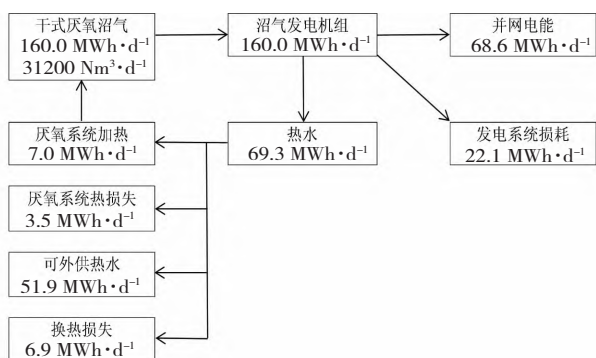 干式厌氧沼气
160.0 MWh·d⁻¹
31200 Nm³·d⁻¹
沼气发电机组
160.0 MWh·d⁻¹
并网电能
68.6 MWh·d⁻¹
厌氧系统加热
7.0 MWh·d⁻¹
热水
69.3 MWh·d⁻¹
发电系统损耗
22.1 MWh·d⁻¹
厌氧系统热损失
3.5 MWh·d⁻¹
可外供热水
51.9 MWh·d⁻¹
换热损失
6.9 MWh·d⁻¹